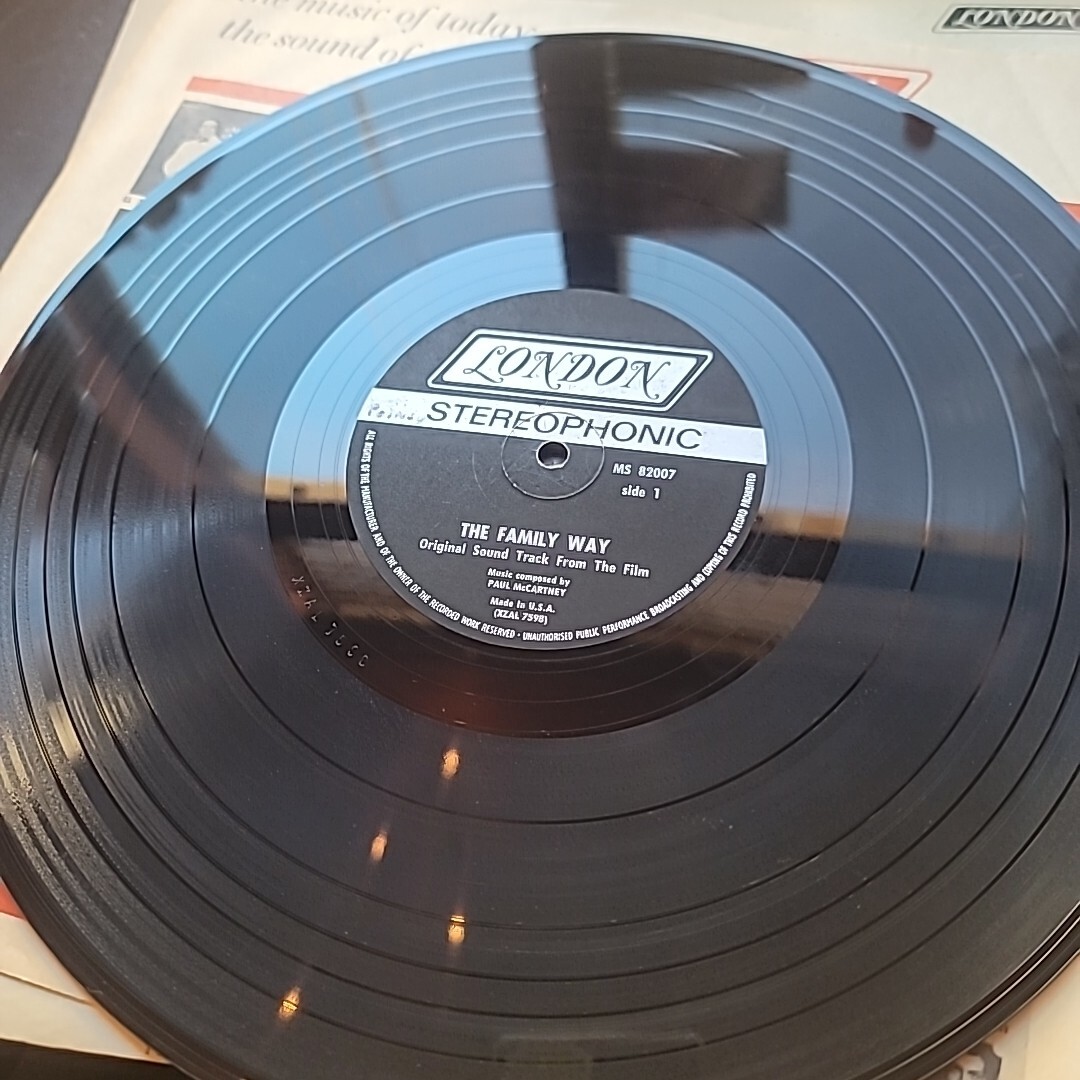 the music of today
the sound of
LONDON
LONDON
STEREOPHONIC
MS 82007
side 1
THE FAMILY WAY
Original Sound Track From The Film
Music composed by
PAUL McCARTNEY
Made In U.S.A.
(XZAL 7598)
ALL RIGHTS OF THE MANUFACTURER AND OF THE OWNER OF THE RECORDED WORK RESERVED · UNAUTHORISED PUBLIC PERFORMANCE BROADCASTING AND COPYING OF THIS RECORD PROHIBITED